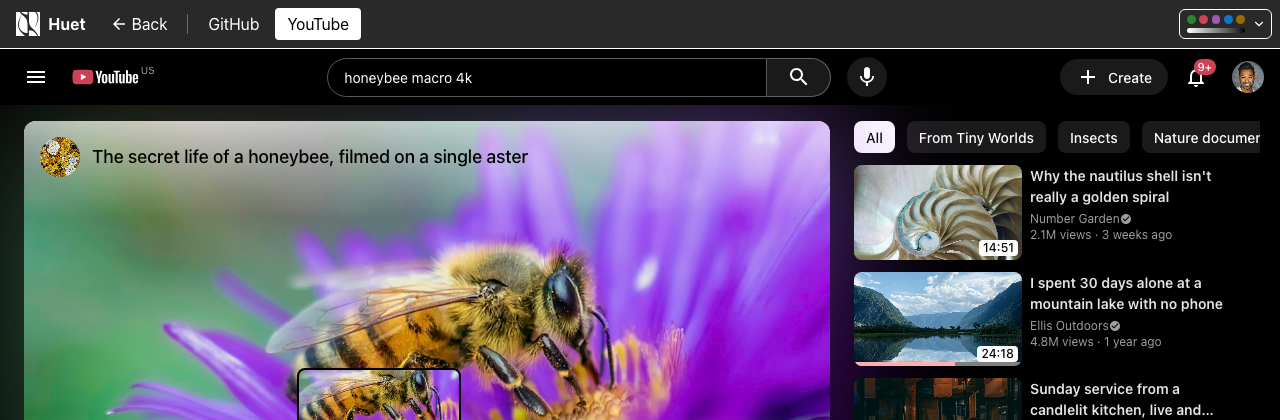 Huet
Back
GitHub
YouTube
YouTube US
honeybee macro 4k
Create
9+
The secret life of a honeybee, filmed on a single aster
All
From Tiny Worlds
Insects
Nature documen
Why the nautilus shell isn't
really a golden spiral
Number Garden
2.1M views · 3 weeks ago
14:51
I spent 30 days alone at a
mountain lake with no phone
Ellis Outdoors
4.8M views · 1 year ago
24:18
Sunday service from a
candlelit kitchen, live and...